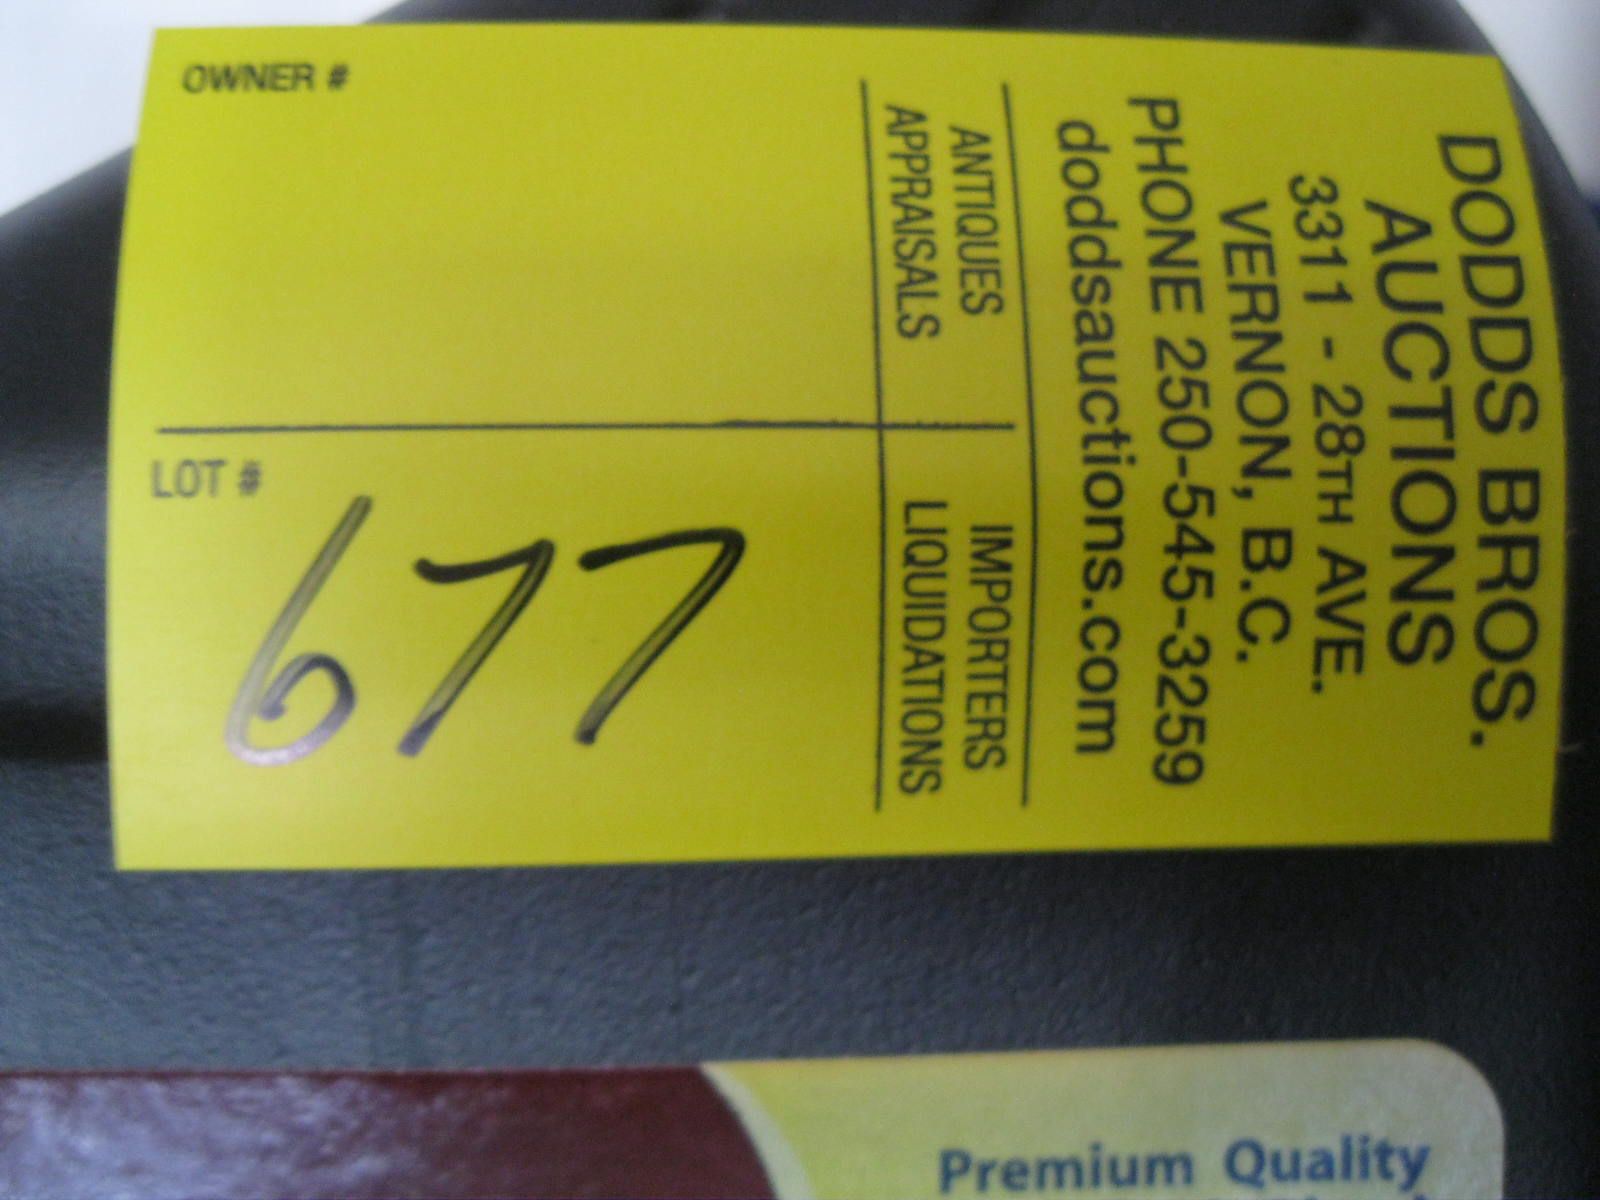 DODDS BROS.
AUCTIONS
3311 - 28TH AVE.
VERNON, B.C.
PHONE 250-545-3259
doddsauctions.com
ANTIQUES
APPRAISALS
IMPORTERS
LIQUIDATIONS
OWNER #
LOT #
677
Premium Quality